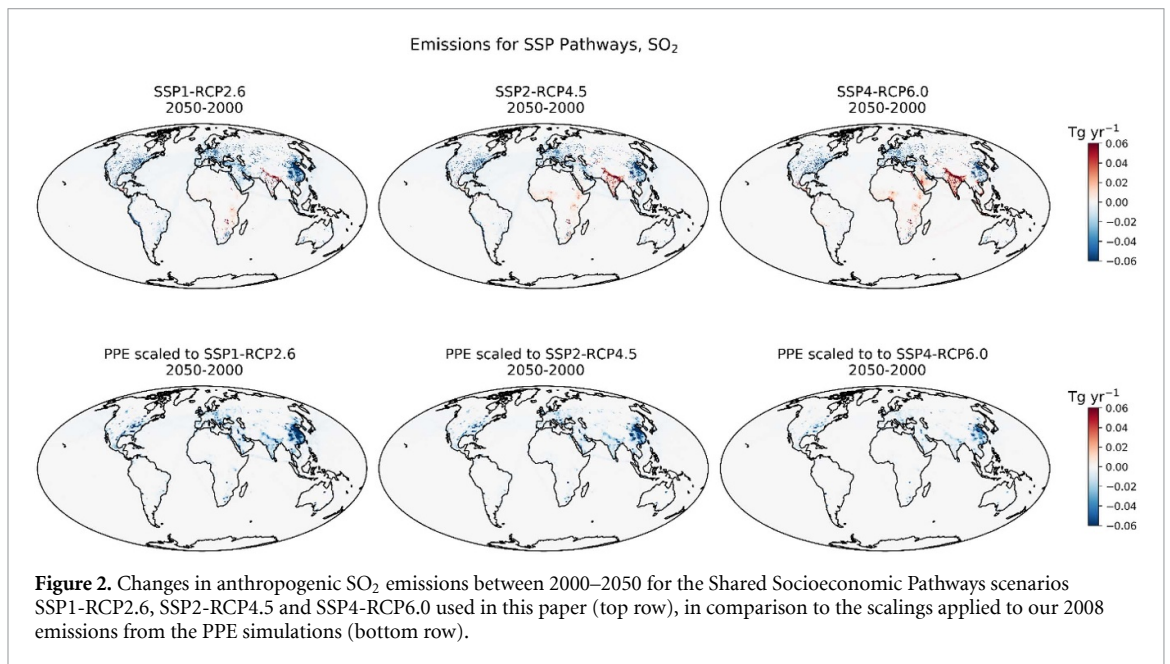 Emissions for SSP Pathways, SO₂
SSP1-RCP2.6
2050-2000
SSP2-RCP4.5
2050-2000
SSP4-RCP6.0
2050-2000
Tg yr⁻¹
0.06
0.04
0.02
0.00
−0.02
−0.04
−0.06
PPE scaled to SSP1-RCP2.6
2050-2000
PPE scaled to SSP2-RCP4.5
2050-2000
PPE scaled to to SSP4-RCP6.0
2050-2000
Tg yr⁻¹
0.06
0.04
0.02
0.00
−0.02
−0.04
−0.06
Figure 2. Changes in anthropogenic SO₂ emissions between 2000–2050 for the Shared Socioeconomic Pathways scenarios
SSP1-RCP2.6, SSP2-RCP4.5 and SSP4-RCP6.0 used in this paper (top row), in comparison to the scalings applied to our 2008
emissions from the PPE simulations (bottom row).